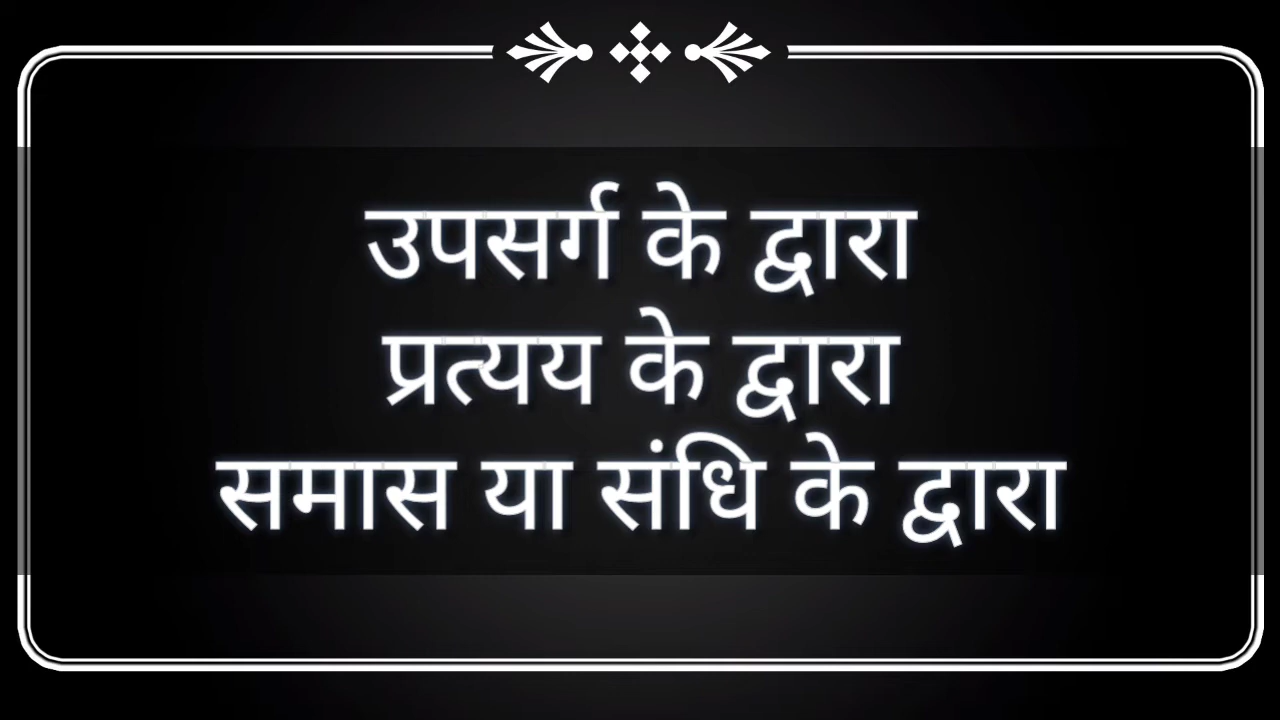 उपसर्ग के द्वारा
प्रत्यय के द्वारा
समास या संधि के द्वारा